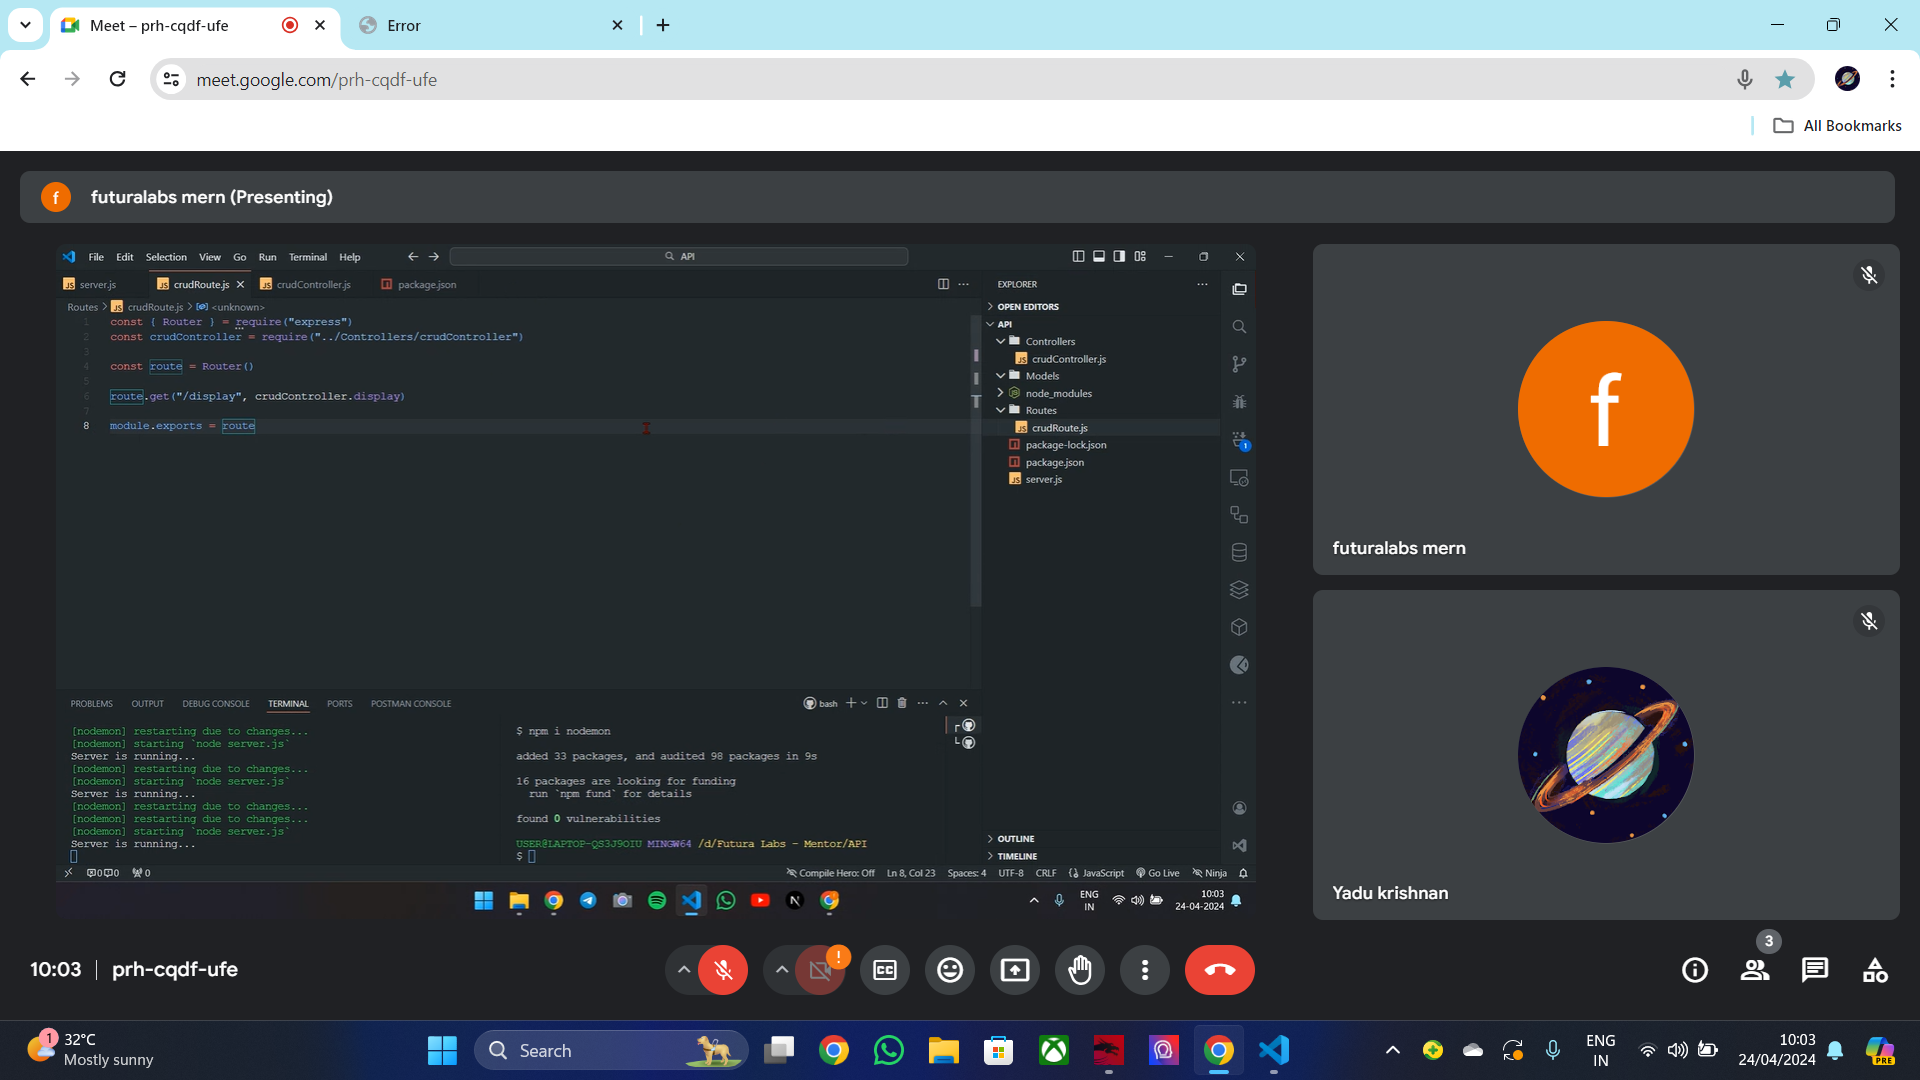 Meet – prh-cqdf-ufe
Error
meet.google.com/prh-cqdf-ufe
All Bookmarks
f
futuralabs mern (Presenting)
File Edit Selection View Go Run Terminal Help
API
server.js
crudRoute.js
crudController.js
package.json
Routes > crudRoute.js > <unknown>
1 const { Router } = require("express")
2 const crudController = require("../Controllers/crudController")
3
4 const route = Router()
5
6 route.get("/display", crudController.display)
7
8 module.exports = route
EXPLORER
OPEN EDITORS
API
Controllers
crudController.js
Models
node_modules
Routes
crudRoute.js
package-lock.json
package.json
server.js
OUTLINE
TIMELINE
1
PROBLEMS OUTPUT DEBUG CONSOLE TERMINAL PORTS POSTMAN CONSOLE
bash
[nodemon] restarting due to changes...
[nodemon] starting `node server.js`
Server is running...
[nodemon] restarting due to changes...
[nodemon] starting `node server.js`
Server is running...
[nodemon] restarting due to changes...
[nodemon] starting `node server.js`
Server is running...
$ npm i nodemon
added 33 packages, and audited 98 packages in 9s
16 packages are looking for funding
run `npm fund` for details
found 0 vulnerabilities
USER@LAPTOP-QS3J9OIU MINGW64 /d/Futura Labs - Mentor/API
$
0 0 0
Compile Hero: Off Ln 8, Col 23 Spaces: 4 UTF-8 CRLF JavaScript Go Live Ninja
N
ENG
IN
10:03
24-04-2024
f
futuralabs mern
Yadu krishnan
10:03 | prh-cqdf-ufe
!
3
1
32°C
Mostly sunny
Search
PRE
ENG
IN
10:03
24/04/2024